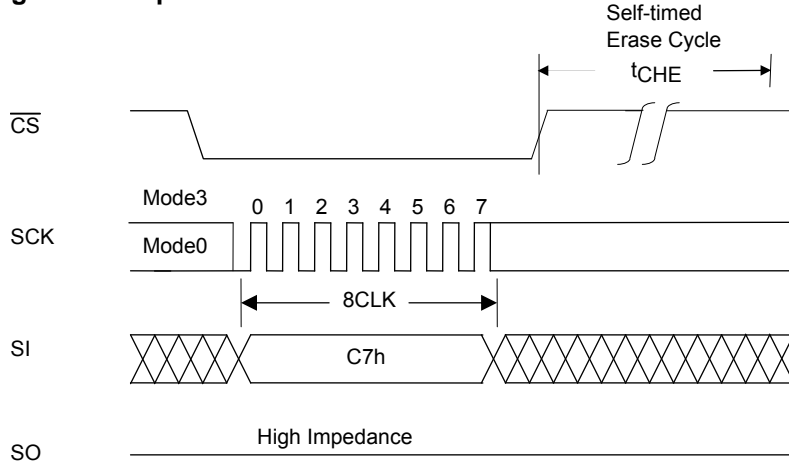 Self-timed
Erase Cycle
tCHE
CS
Mode3
0 1 2 3 4 5 6 7
SCK
Mode0
8CLK
SI
C7h
High Impedance
SO